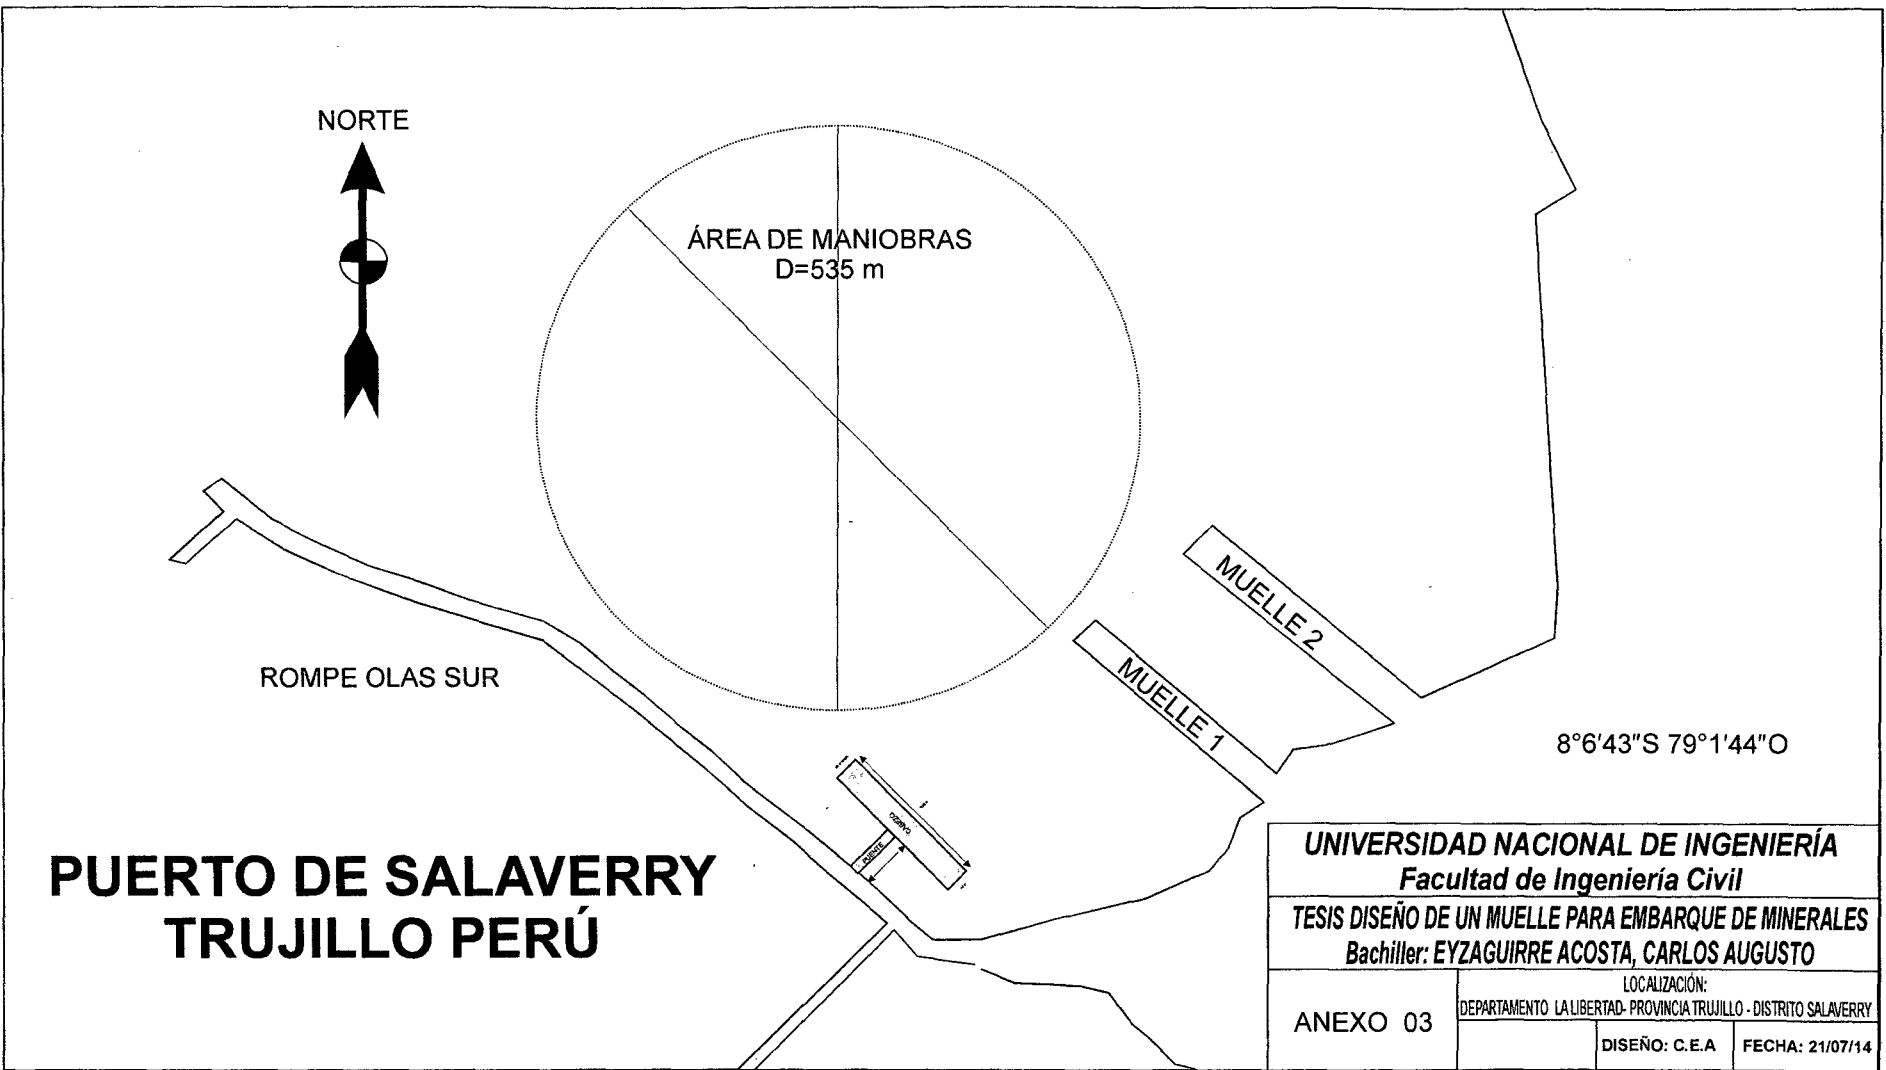 NORTE
ÁREA DE MANIOBRAS
D=535 m
MUELLE 2
MUELLE 1
ROMPE OLAS SUR
8°6'43"S 79°1'44"O
CABEZO
PUENTE
PUERTO DE SALAVERRY
TRUJILLO PERÚ
UNIVERSIDAD NACIONAL DE INGENIERÍA
Facultad de Ingeniería Civil
TESIS DISEÑO DE UN MUELLE PARA EMBARQUE DE MINERALES
Bachiller: EYZAGUIRRE ACOSTA, CARLOS AUGUSTO
ANEXO 03
LOCALIZACIÓN:
DEPARTAMENTO LA LIBERTAD- PROVINCIA TRUJILLO - DISTRITO SALAVERRY
DISEÑO: C.E.A
FECHA: 21/07/14